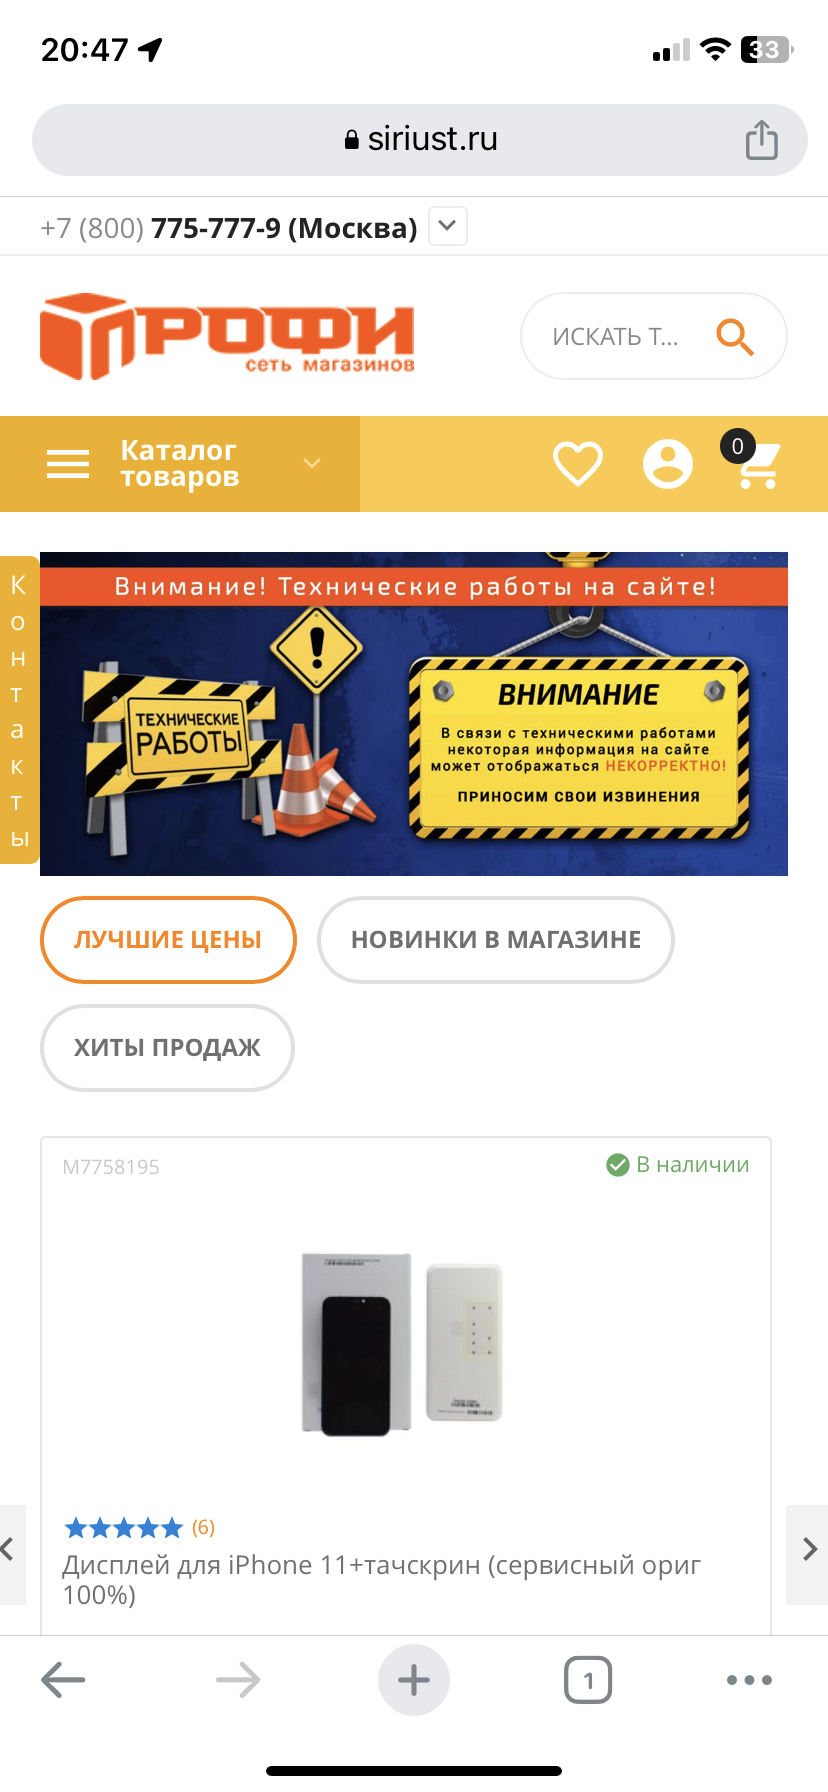 20:47
33
siriust.ru
+7 (800) 775-777-9 (Москва)
ПРОФИ
сеть магазинов
ИСКАТЬ Т...
Каталог
товаров
0
Контакты
Внимание! Технические работы на сайте!
ТЕХНИЧЕСКИЕ
РАБОТЫ
ВНИМАНИЕ
В связи с техническими работами
некоторая информация на сайте
может отображаться НЕКОРРЕКТНО!
ПРИНОСИМ СВОИ ИЗВИНЕНИЯ
ЛУЧШИЕ ЦЕНЫ
НОВИНКИ В МАГАЗИНЕ
ХИТЫ ПРОДАЖ
М7758195
В наличии
(6)
Дисплей для iPhone 11+тачскрин (сервисный ориг
100%)
1